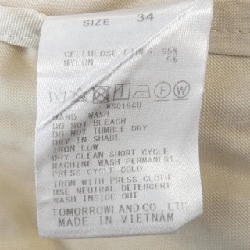 SIZE 34
CELLULOSE
NYLON
HAND WASH
DO NOT BLEACH
DO NOT TUMBLE DRY
DRY IN SHADE
IRON LOW
DRY CLEAN SHORT CYCLE
MACHINE WASH PERMANENT
PRESS CYCLE COLD
IRON WITH PRESS CLOTH
USE NEUTRAL DETERGENT
WASH INSIDE OUT
TOMORROWLAND CO., LTD.
MADE IN VIETNAM